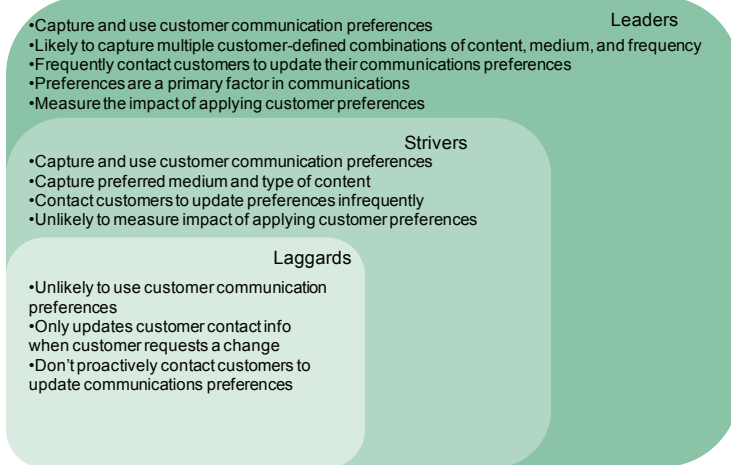 Leaders
•Capture and use customer communication preferences
•Likely to capture multiple customer-defined combinations of content, medium, and frequency
•Frequently contact customers to update their communications preferences
•Preferences are a primary factor in communications
•Measure the impact of applying customer preferences
Strivers
•Capture and use customer communication preferences
•Capture preferred medium and type of content
•Contact customers to update preferences infrequently
•Unlikely to measure impact of applying customer preferences
Laggards
•Unlikely to use customer communication
preferences
•Only updates customer contact info
when customer requests a change
•Don't proactively contact customers to
update communications preferences